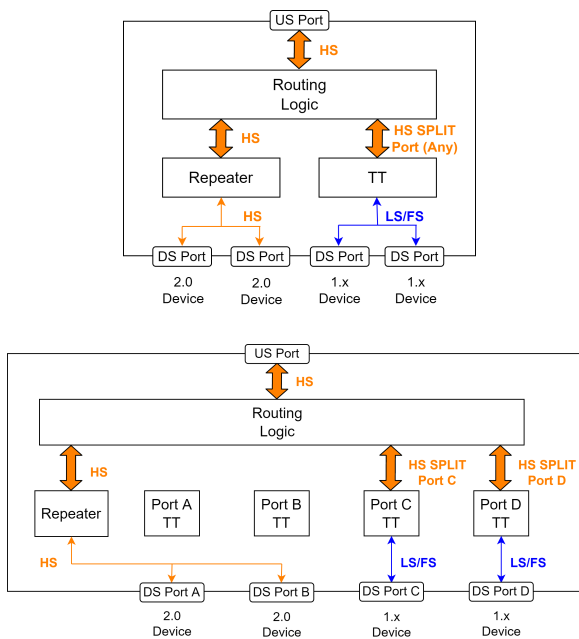 US Port
HS
Routing
Logic
HS
HS SPLIT
Port (Any)
Repeater
TT
HS
LS/FS
DS Port
DS Port
DS Port
DS Port
2.0
Device
2.0
Device
1.x
Device
1.x
Device
US Port
HS
Routing
Logic
HS
HS SPLIT
Port C
HS SPLIT
Port D
Repeater
Port A
TT
Port B
TT
Port C
TT
Port D
TT
HS
LS/FS
LS/FS
DS Port A
DS Port B
DS Port C
DS Port D
2.0
Device
2.0
Device
1.x
Device
1.x
Device